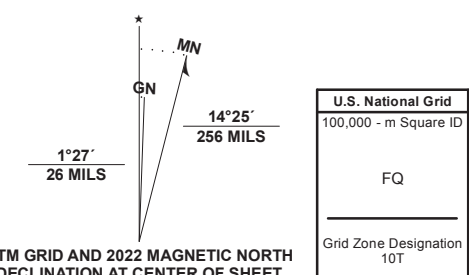 ★
MN
GN
14°25´
256 MILS
1°27´
26 MILS
TM GRID AND 2022 MAGNETIC NORTH
DECLINATION AT CENTER OF SHEET
U.S. National Grid
100,000 - m Square ID
FQ
Grid Zone Designation
10T